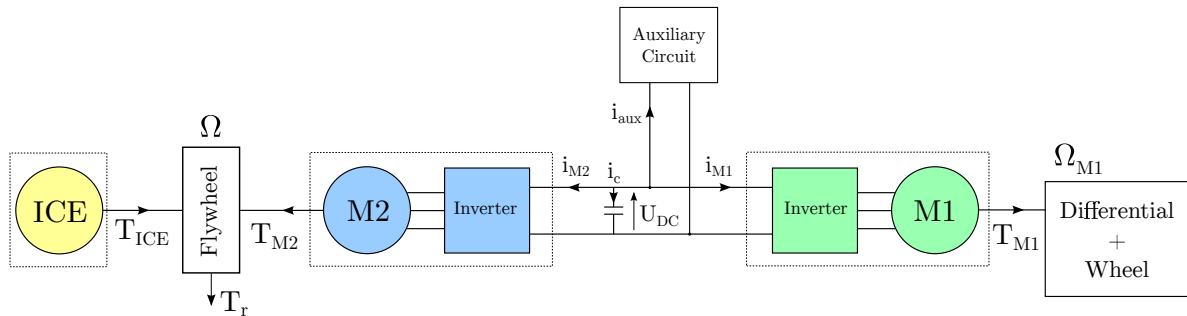 Auxiliary
Circuit
i_aux
Ω
Ω_M1
i_M2
i_c
i_M1
ICE
T_ICE
Flywheel
T_M2
M2
Inverter
U_DC
Inverter
M1
T_M1
Differential
+
Wheel
T_r